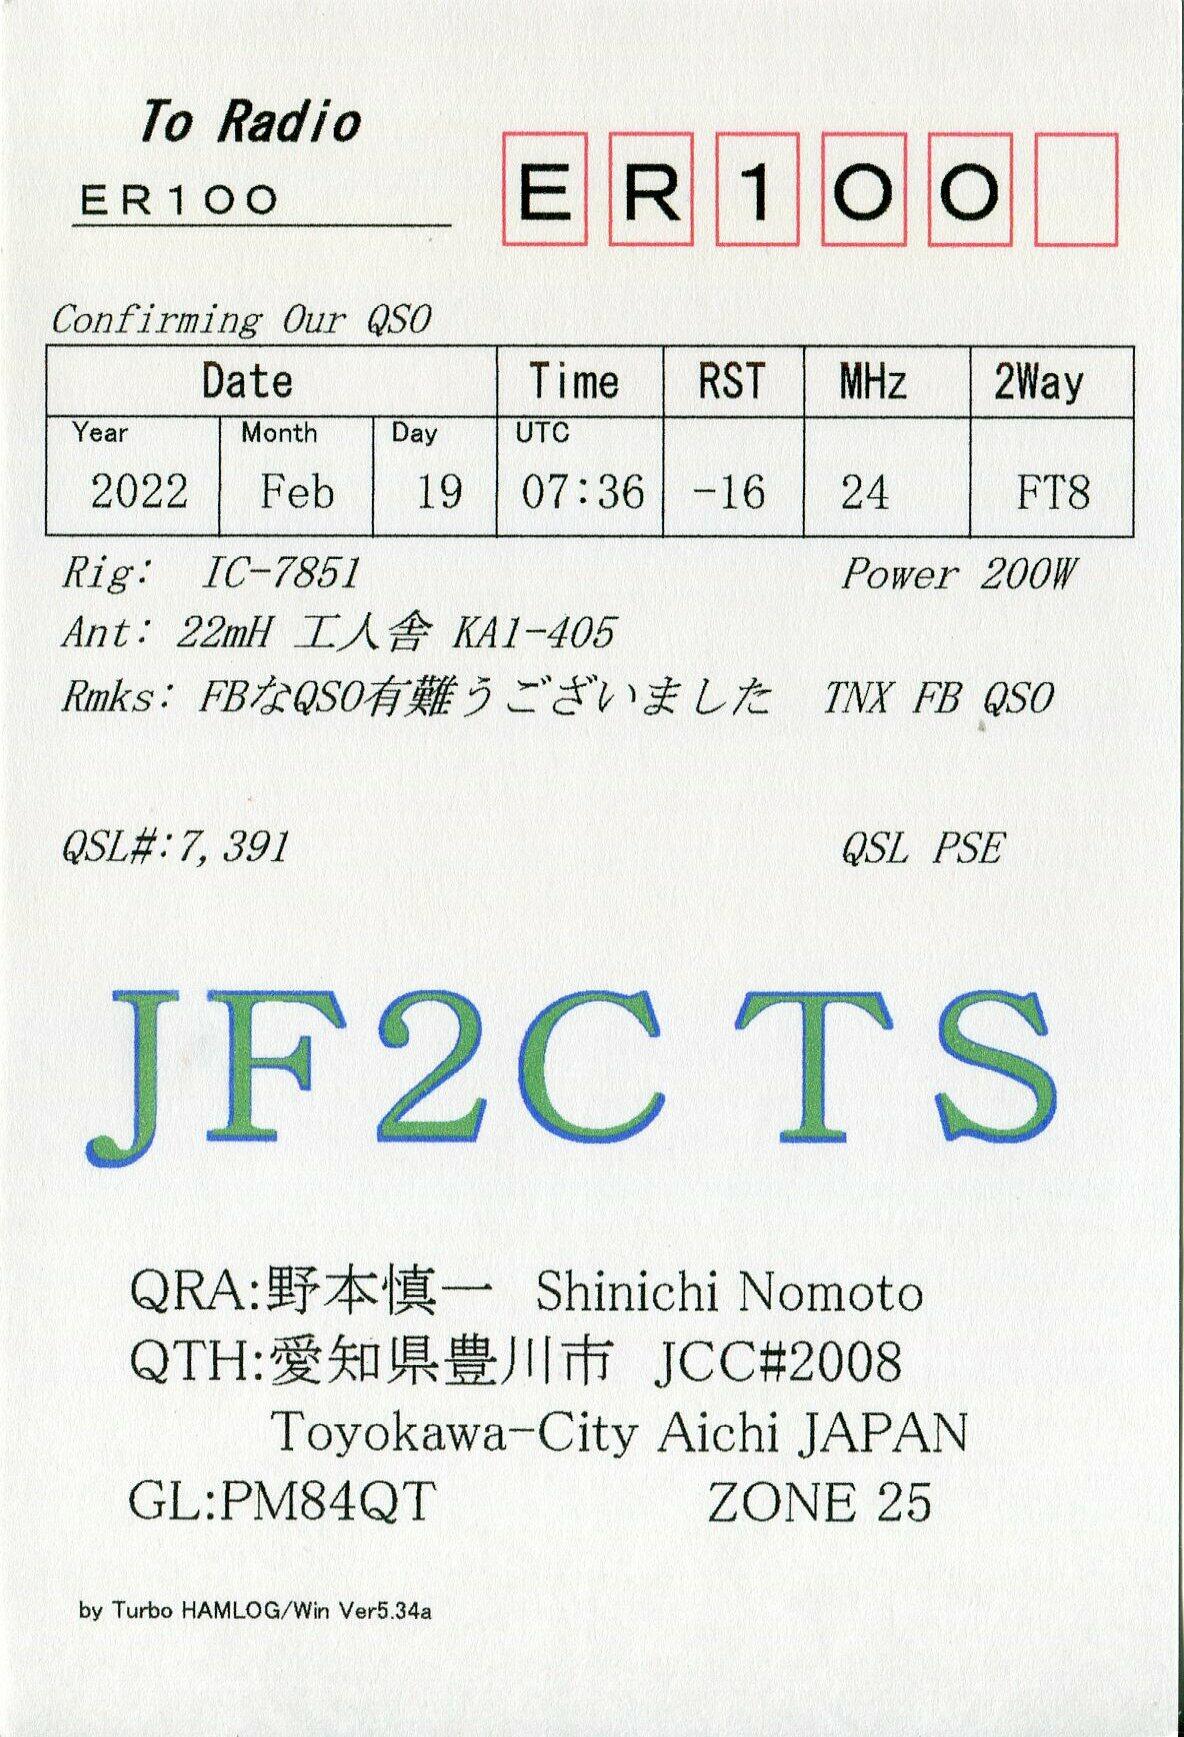 To Radio
ER100
ER100
Confirming Our QSO
Date Time RST MHz 2Way
Year Month Day UTC
2022 Feb 19 07:36 -16 24 FT8
Rig: IC-7851 Power 200W
Ant: 22mH 工人舎 KA1-405
Rmks: FBなQSO有難うございました TNX FB QSO
QSL#:7,391 QSL PSE
JF2CTS
QRA:野本慎一 Shinichi Nomoto
QTH:愛知県豊川市 JCC#2008
Toyokawa-City Aichi JAPAN
GL:PM84QT ZONE 25
by Turbo HAMLOG/Win Ver5.34a